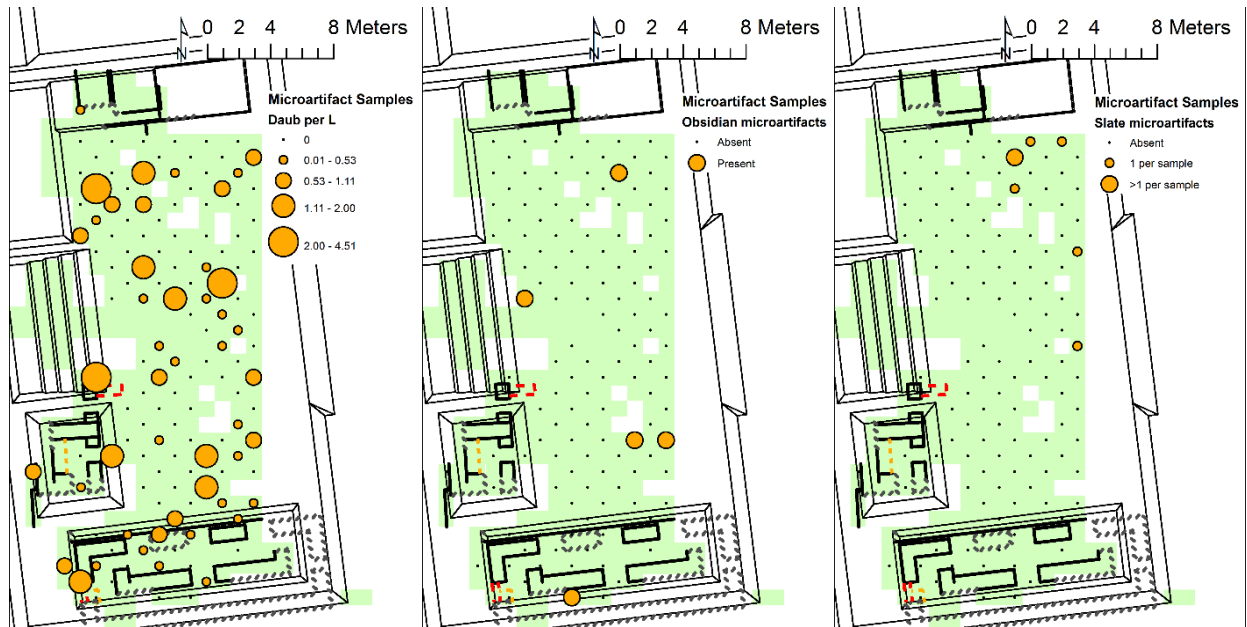 0 2 4 8 Meters
N
Microartifact Samples
Daub per L
0
0.01 - 0.53
0.53 - 1.11
1.11 - 2.00
2.00 - 4.51
0 2 4 8 Meters
N
Microartifact Samples
Obsidian microartifacts
Absent
Present
0 2 4 8 Meters
N
Microartifact Samples
Slate microartifacts
Absent
1 per sample
>1 per sample